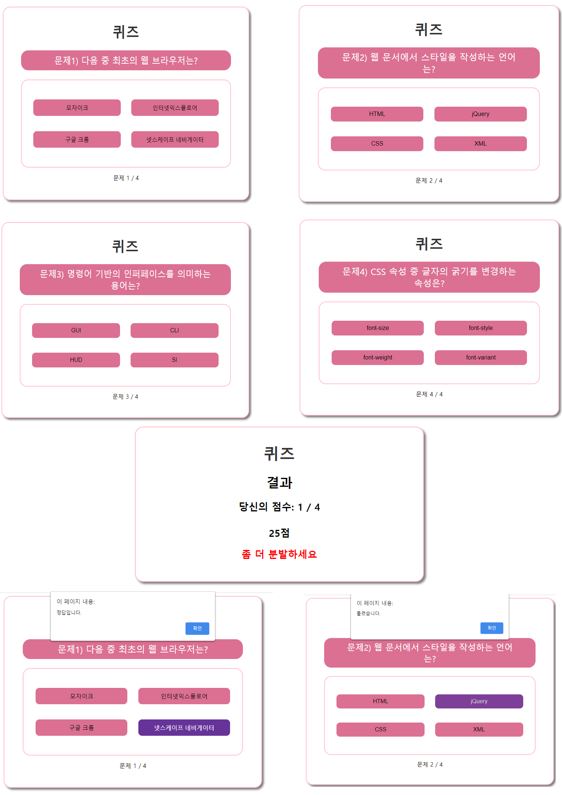 퀴즈
문제1) 다음 중 최초의 웹 브라우저는?
모자이크
인터넷익스플로어
구글 크롬
넷스케이프 네비게이터
문제 1 / 4
퀴즈
문제2) 웹 문서에서 스타일을 작성하는 언어
는?
HTML
jQuery
CSS
XML
문제 2 / 4
퀴즈
문제3) 명령어 기반의 인퍼페이스를 의미하는
용어는?
GUI
CLI
HUD
SI
문제 3 / 4
퀴즈
문제4) CSS 속성 중 글자의 굵기를 변경하는
속성은?
font-size
font-style
font-weight
font-variant
문제 4 / 4
퀴즈
결과
당신의 점수: 1 / 4
25점
좀 더 분발하세요
이 페이지 내용:
정답입니다.
확인
문제1) 다음 중 최초의 웹 브라우저는?
모자이크
인터넷익스플로어
구글 크롬
넷스케이프 네비게이터
문제 1 / 4
이 페이지 내용:
틀렸습니다.
확인
문제2) 웹 문서에서 스타일을 작성하는 언어
는?
HTML
jQuery
CSS
XML
문제 2 / 4